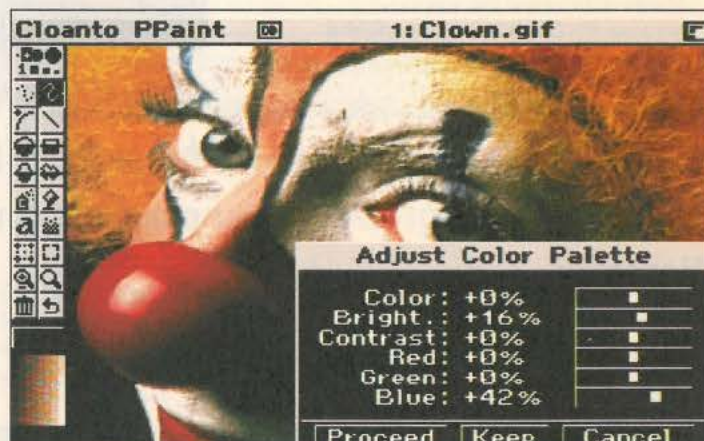 Cloanto PPaint 1: Clown.gif
Adjust Color Palette
Color: +0%
Bright.: +16%
Contrast: +0%
Red: +0%
Green: +0%
Blue: +42%
Proceed Keep Cancel